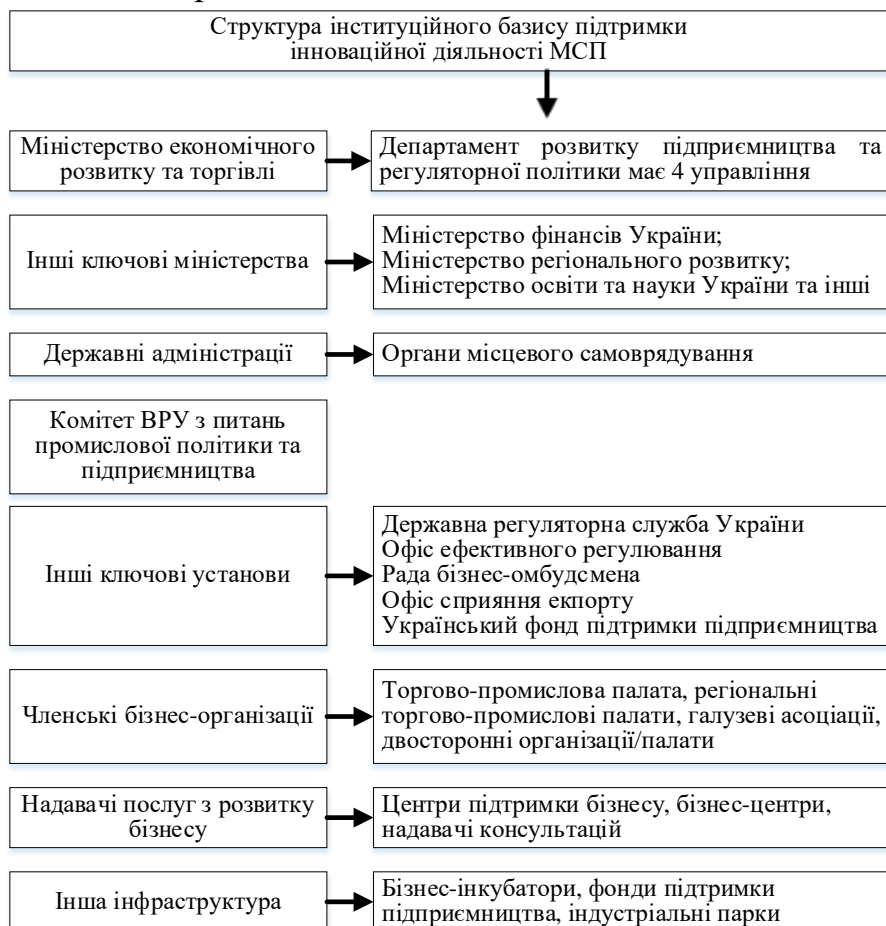 Структура інституційного базису підтримки
інноваційної діяльності МСП
Міністерство економічного
розвитку та торгівлі
Департамент розвитку підприємництва та
регуляторної політики має 4 управління
Інші ключові міністерства
Міністерство фінансів України;
Міністерство регіонального розвитку;
Міністерство освіти та науки України та інші
Державні адміністрації
Органи місцевого самоврядування
Комітет ВРУ з питань
промислової політики та
підприємництва
Інші ключові установи
Державна регуляторна служба України
Офіс ефективного регулювання
Рада бізнес-омбудсмена
Офіс сприяння екпорту
Український фонд підтримки підприємництва
Членські бізнес-організації
Торгово-промислова палата, регіональні
торгово-промислові палати, галузеві асоціації,
двосторонні організації/палати
Надавачі послуг з розвитку
бізнесу
Центри підтримки бізнесу, бізнес-центри,
надавачі консультацій
Інша інфраструктура
Бізнес-інкубатори, фонди підтримки
підприємництва, індустріальні парки